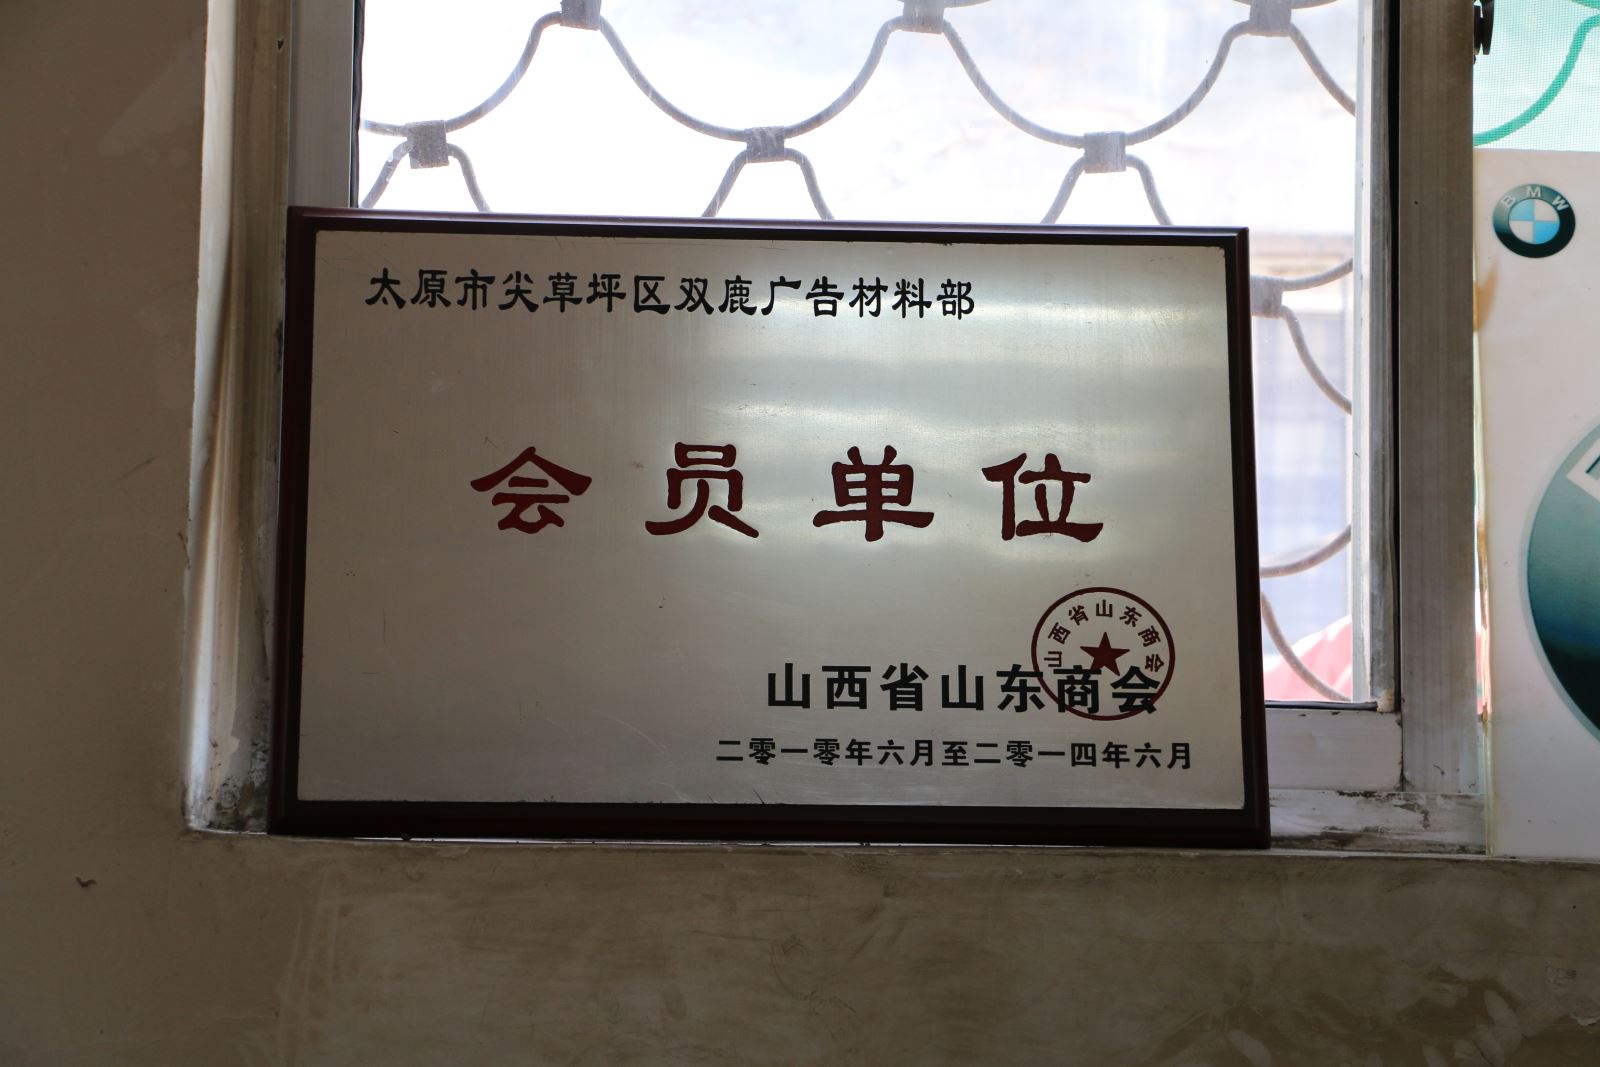 太原市尖草坪区双鹿广告材料部
会员单位
山西省山东商会
山西省山东商会
二零一零年六月至二零一四年六月
BMW